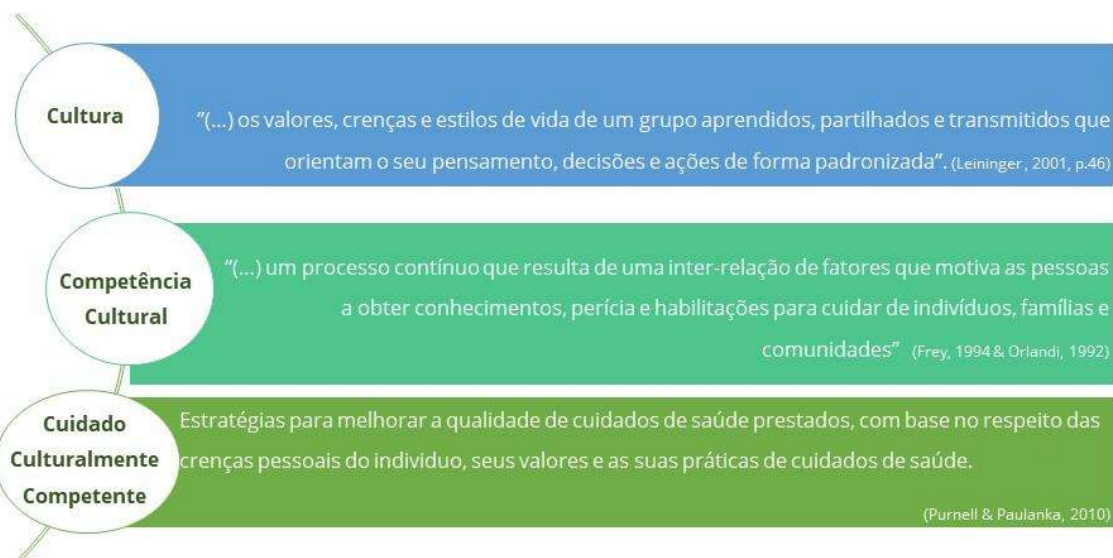 Cultura
"(...) os valores, crenças e estilos de vida de um grupo aprendidos, partilhados e transmitidos que
orientam o seu pensamento, decisões e ações de forma padronizada". (Leininger, 2001, p.46)
Competência
Cultural
"(...) um processo contínuo que resulta de uma inter-relação de fatores que motiva as pessoas
a obter conhecimentos, perícia e habilitações para cuidar de indivíduos, famílias e
comunidades" (Frey, 1994 & Orlandi, 1992)
Cuidado
Culturalmente
Competente
Estratégias para melhorar a qualidade de cuidados de saúde prestados, com base no respeito das
crenças pessoais do individuo, seus valores e as suas práticas de cuidados de saúde.
(Purnell & Paulanka, 2010)